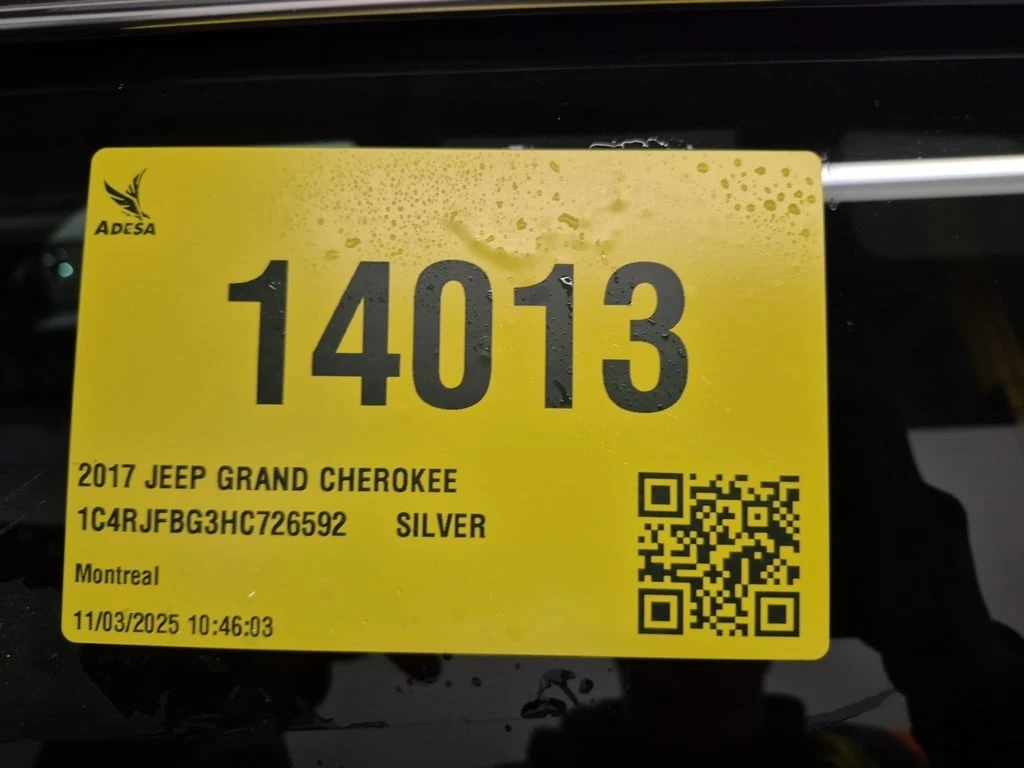 ADESA
14013
2017 JEEP GRAND CHEROKEE
1C4RJFBG3HC726592 SILVER
Montreal
11/03/2025 10:46:03